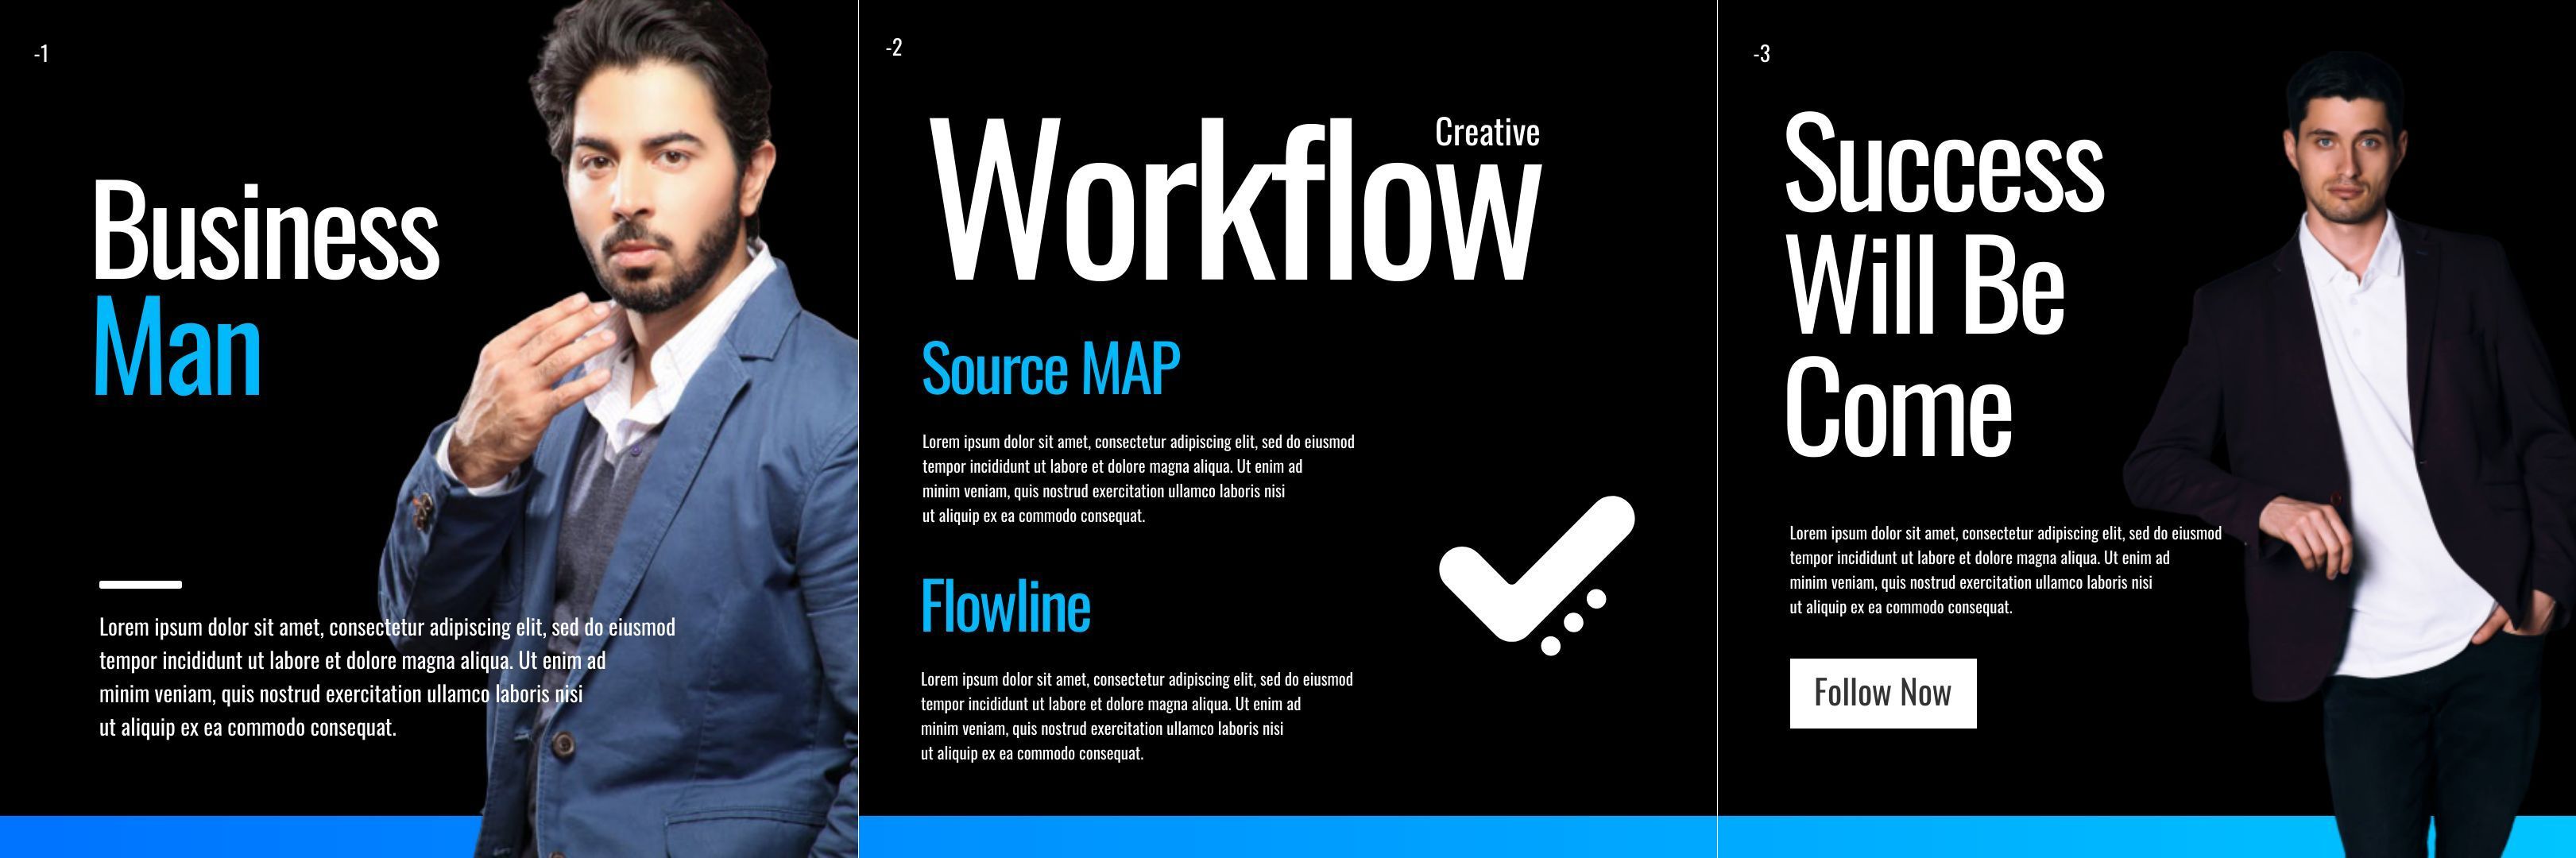 -1
Business
Man
Lorem ipsum dolor sit amet, consectetur adipiscing elit, sed do eiusmod
tempor incididunt ut labore et dolore magna aliqua. Ut enim ad
minim veniam, quis nostrud exercitation ullamco laboris nisi
ut aliquip ex ea commodo consequat.
-2
Creative
Workflow
Source MAP
Lorem ipsum dolor sit amet, consectetur adipiscing elit, sed do eiusmod
tempor incididunt ut labore et dolore magna aliqua. Ut enim ad
minim veniam, quis nostrud exercitation ullamco laboris nisi
ut aliquip ex ea commodo consequat.
Flowline
Lorem ipsum dolor sit amet, consectetur adipiscing elit, sed do eiusmod
tempor incididunt ut labore et dolore magna aliqua. Ut enim ad
minim veniam, quis nostrud exercitation ullamco laboris nisi
ut aliquip ex ea commodo consequat.
-3
Success
Will Be
Come
Lorem ipsum dolor sit amet, consectetur adipiscing elit, sed do eiusmod
tempor incididunt ut labore et dolore magna aliqua. Ut enim ad
minim veniam, quis nostrud exercitation ullamco laboris nisi
ut aliquip ex ea commodo consequat.
Follow Now